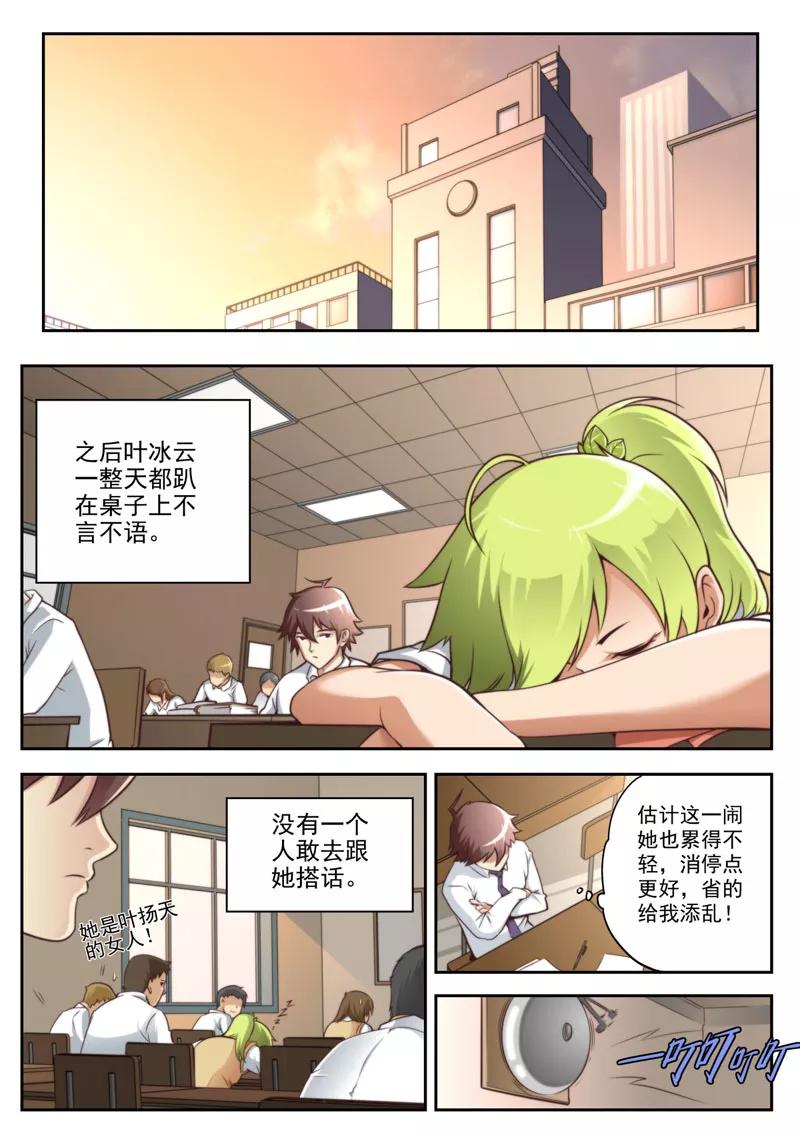 之后叶冰云
一整天都趴
在桌子上不
言不语。
没有一个
人敢去跟
她搭话。
她是叶扬天
的女人！
估计这一闹
她也累得不
轻，消停点
更好，省的
给我添乱！
叮叮叮叮